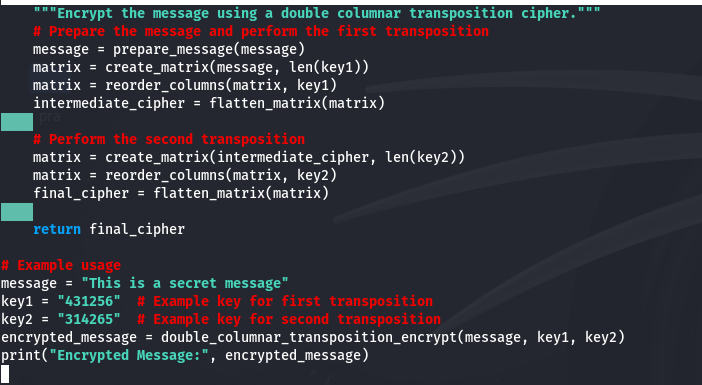 """Encrypt the message using a double columnar transposition cipher."""
# Prepare the message and perform the first transposition
message = prepare_message(message)
matrix = create_matrix(message, len(key1))
matrix = reorder_columns(matrix, key1)
intermediate_cipher = flatten_matrix(matrix)
# Perform the second transposition
matrix = create_matrix(intermediate_cipher, len(key2))
matrix = reorder_columns(matrix, key2)
final_cipher = flatten_matrix(matrix)
return final_cipher
# Example usage
message = "This is a secret message"
key1 = "431256"  # Example key for first transposition
key2 = "314265"  # Example key for second transposition
encrypted_message = double_columnar_transposition_encrypt(message, key1, key2)
print("Encrypted Message:", encrypted_message)